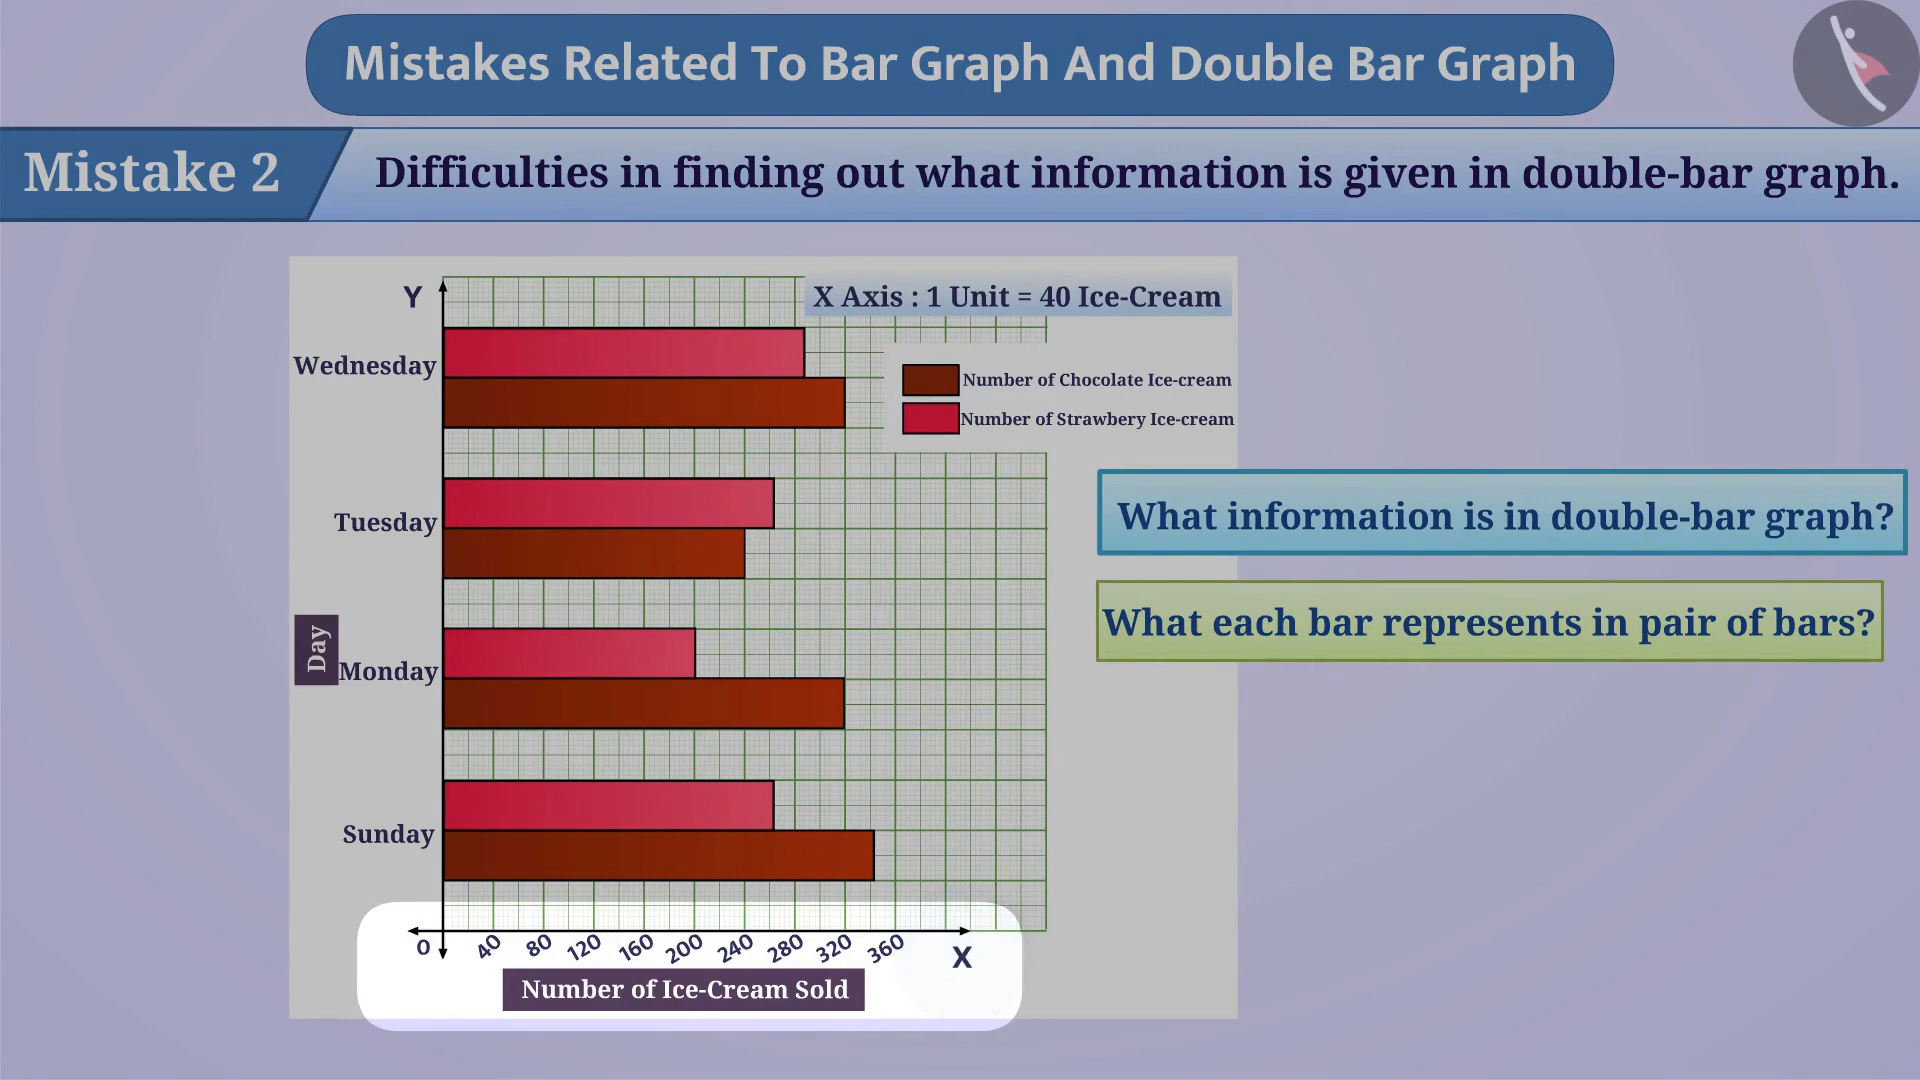 Mistakes Related To Bar Graph And Double Bar Graph
Mistake 2
Difficulties in finding out what information is given in double-bar graph.
Y
X Axis : 1 Unit = 40 Ice-Cream
Wednesday
Number of Chocolate Ice-cream
Number of Strawbery Ice-cream
Tuesday
What information is in double-bar graph?
What each bar represents in pair of bars?
Day
Monday
Sunday
0 40 80 120 160 200 240 280 320 360
X
Number of Ice-Cream Sold